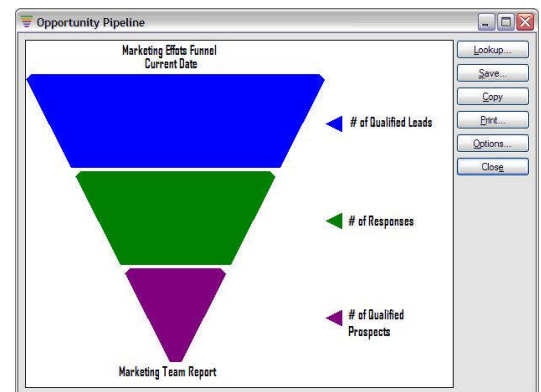 Opportunity Pipeline
Marketing Effots Funnel
Current Date
# of Qualified Leads
# of Responses
# of Qualified
Prospects
Marketing Team Report
Lookup...
Save...
Copy
Print...
Options...
Close